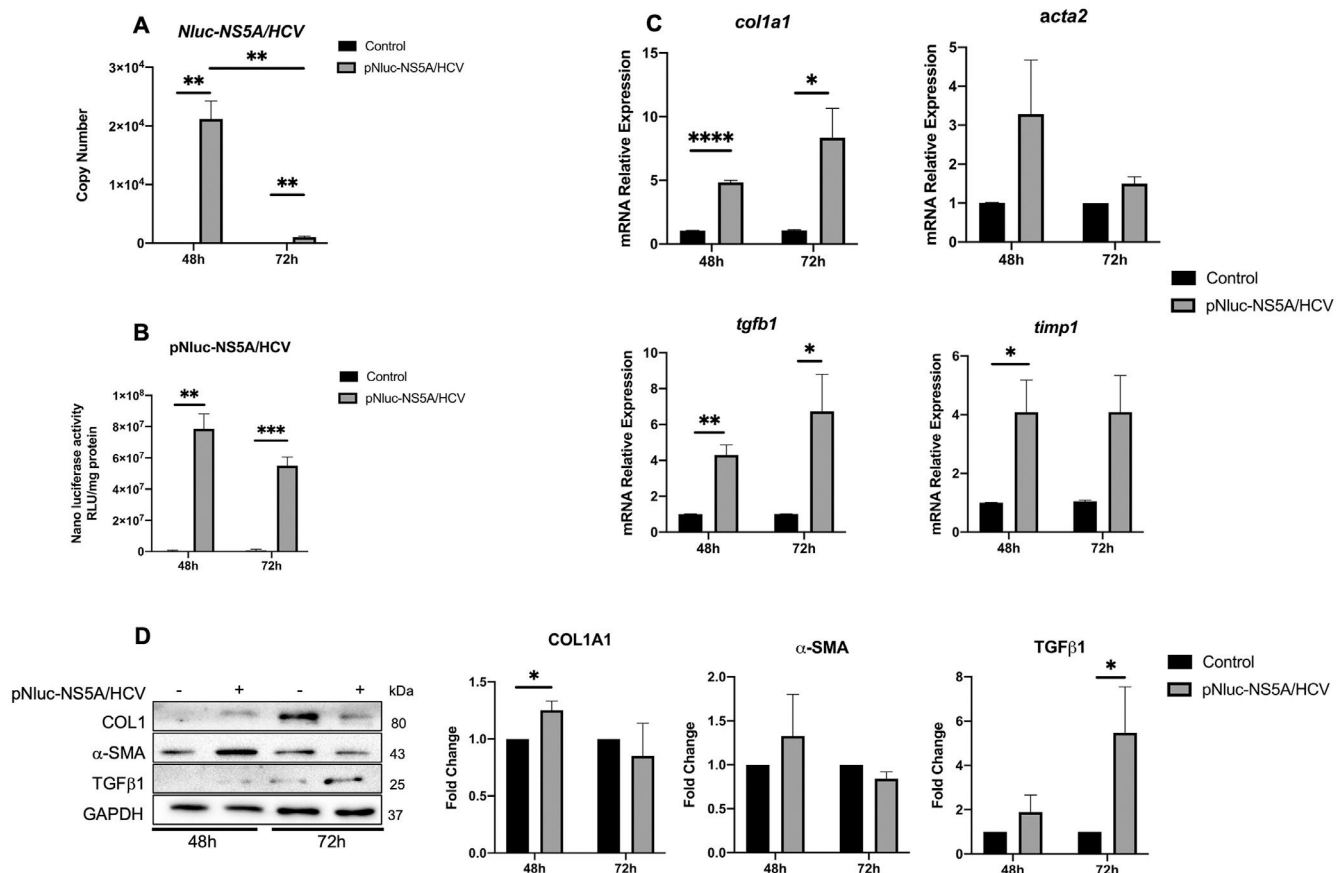 A
Nluc-NS5A/HCV
Control
pNluc-NS5A/HCV
**
**
**
3×10⁴
2×10⁴
1×10⁴
0
Copy Number
48h
72h
B
pNluc-NS5A/HCV
Control
pNluc-NS5A/HCV
**
***
1×10⁸
8×10⁷
6×10⁷
4×10⁷
2×10⁷
0
Nano luciferase activity
RLU/mg protein
48h
72h
C
col1a1
mRNA Relative Expression
15
10
5
0
****
*
48h
72h
acta2
mRNA Relative Expression
5
4
3
2
1
0
48h
72h
Control
pNluc-NS5A/HCV
tgfb1
mRNA Relative Expression
10
8
6
4
2
0
**
*
48h
72h
timp1
mRNA Relative Expression
6
4
2
0
*
48h
72h
D
pNluc-NS5A/HCV - + - + kDa
COL1 80
α-SMA 43
TGFβ1 25
GAPDH 37
48h 72h
COL1A1
Fold Change
1.5
1.0
0.5
0.0
*
48h
72h
α-SMA
Fold Change
2.0
1.5
1.0
0.5
0.0
48h
72h
TGFβ1
Fold Change
8
6
4
2
0
*
48h
72h
Control
pNluc-NS5A/HCV